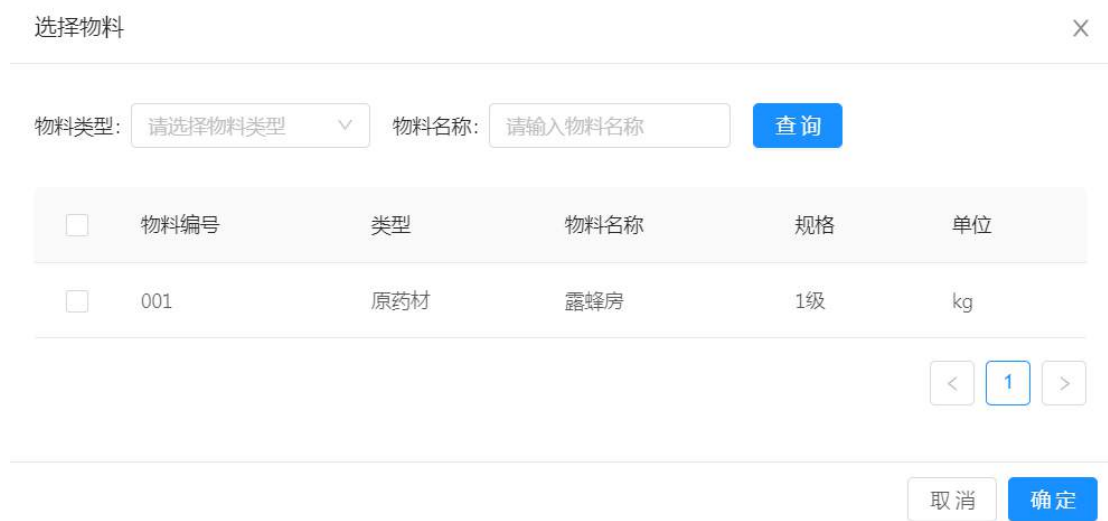 选择物料
物料类型: 请选择物料类型 物料名称: 请输入物料名称 查询
物料编号 类型 物料名称 规格 单位
001 原药材 露蜂房 1级 kg
< 1 >
取消 确定